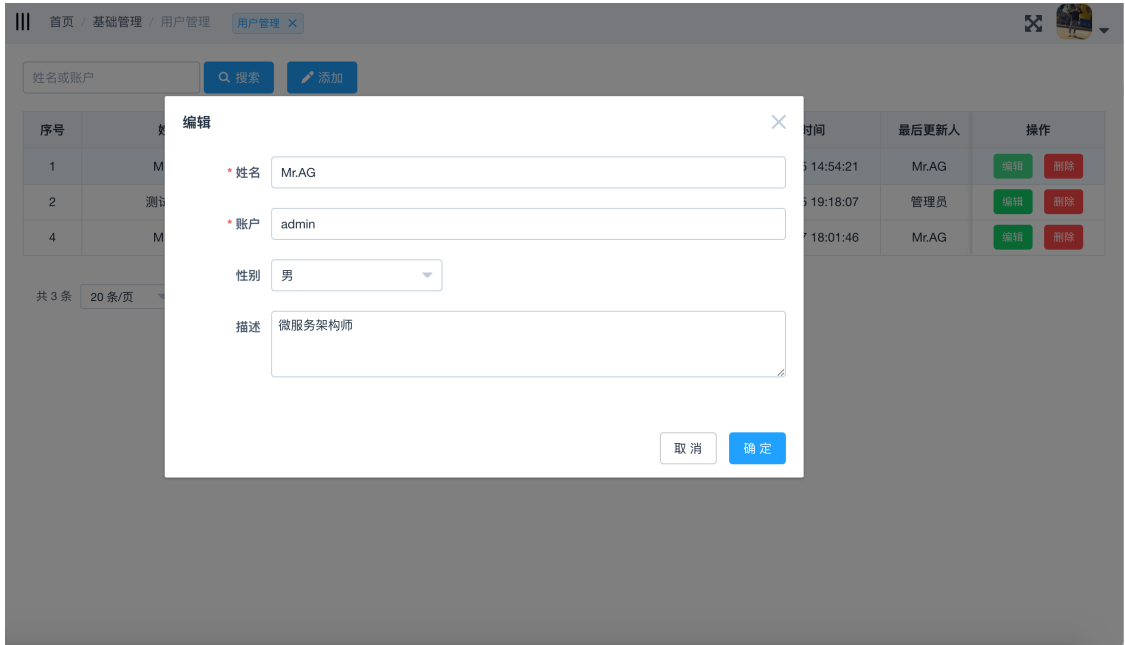 首页 / 基础管理 / 用户管理 用户管理 ×
姓名或账户 搜索 添加
编辑
序号 时间 最后更新人 操作
1 M 14:54:21 Mr.AG 编辑 删除
2 测试 19:18:07 管理员 编辑 删除
4 M 18:01:46 Mr.AG 编辑 删除
共 3 条 20 条/页
* 姓名 Mr.AG
* 账户 admin
性别 男
描述 微服务架构师
取 消 确 定